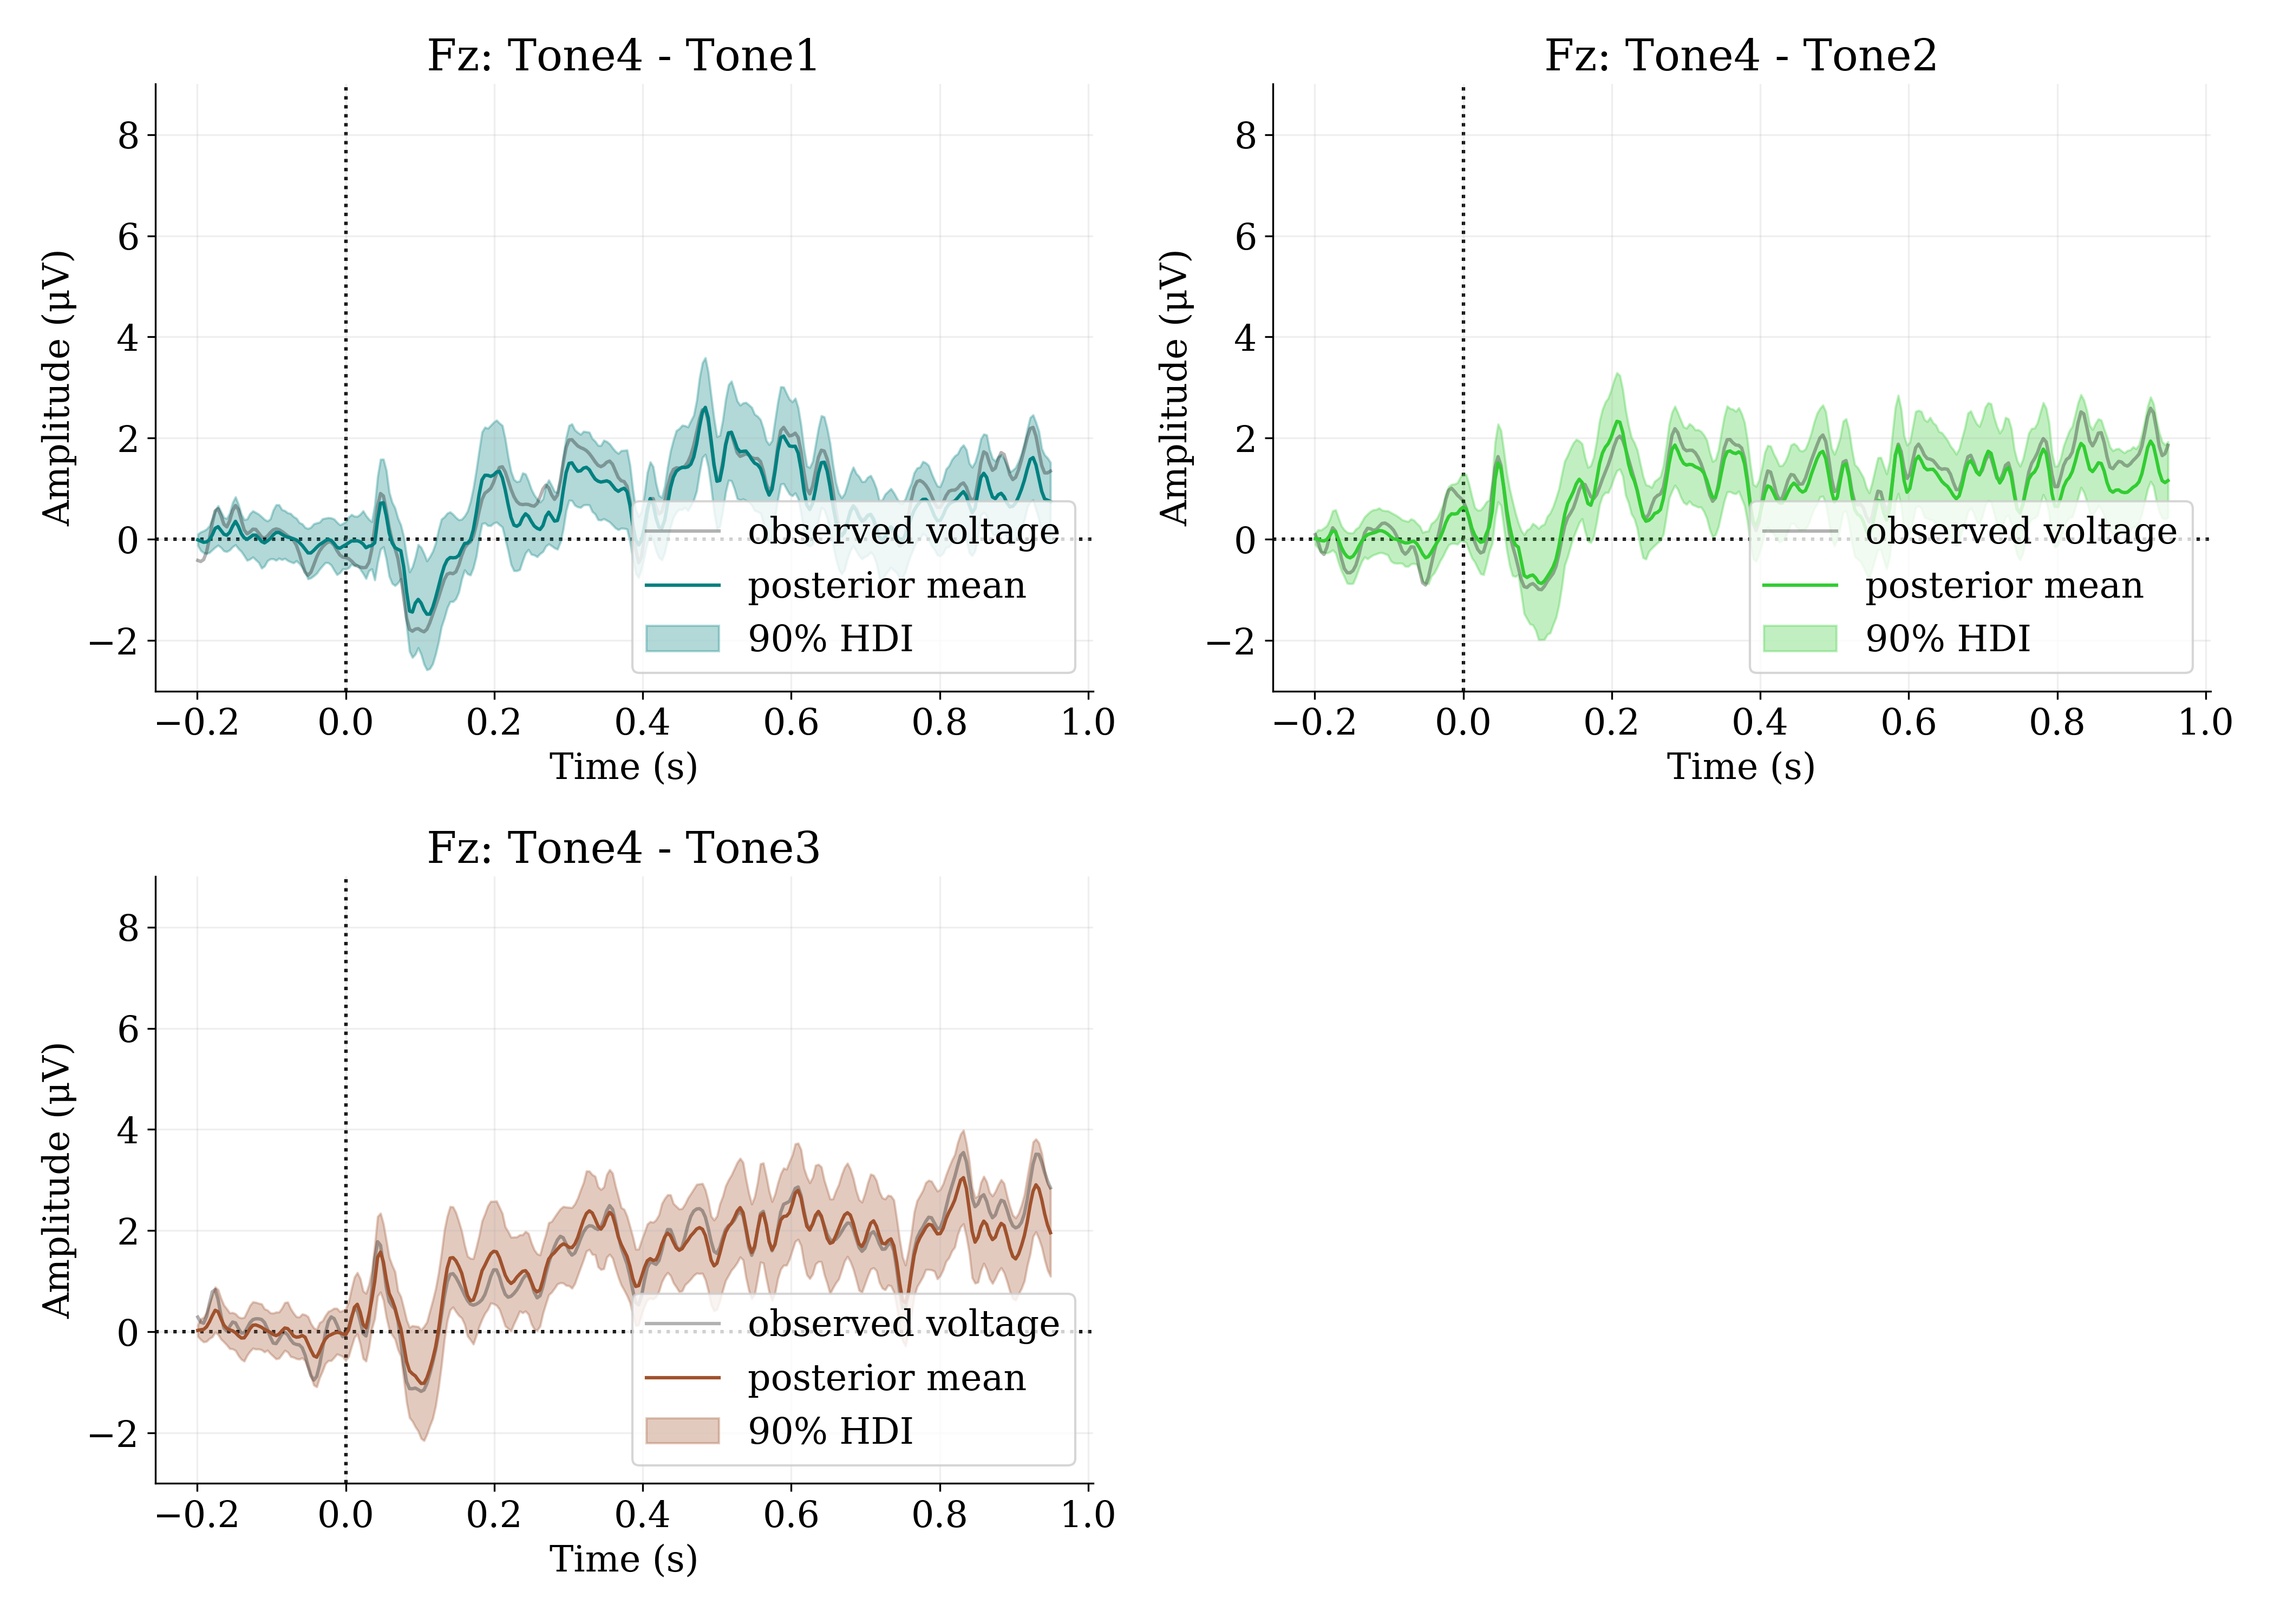 Fz: Tone4 - Tone1
Amplitude (μV)
8
6
4
2
0
−2
observed voltage
posterior mean
90% HDI
−0.2 0.0 0.2 0.4 0.6 0.8 1.0
Time (s)
Fz: Tone4 - Tone2
Amplitude (μV)
8
6
4
2
0
−2
observed voltage
posterior mean
90% HDI
−0.2 0.0 0.2 0.4 0.6 0.8 1.0
Time (s)
Fz: Tone4 - Tone3
Amplitude (μV)
8
6
4
2
0
−2
observed voltage
posterior mean
90% HDI
−0.2 0.0 0.2 0.4 0.6 0.8 1.0
Time (s)